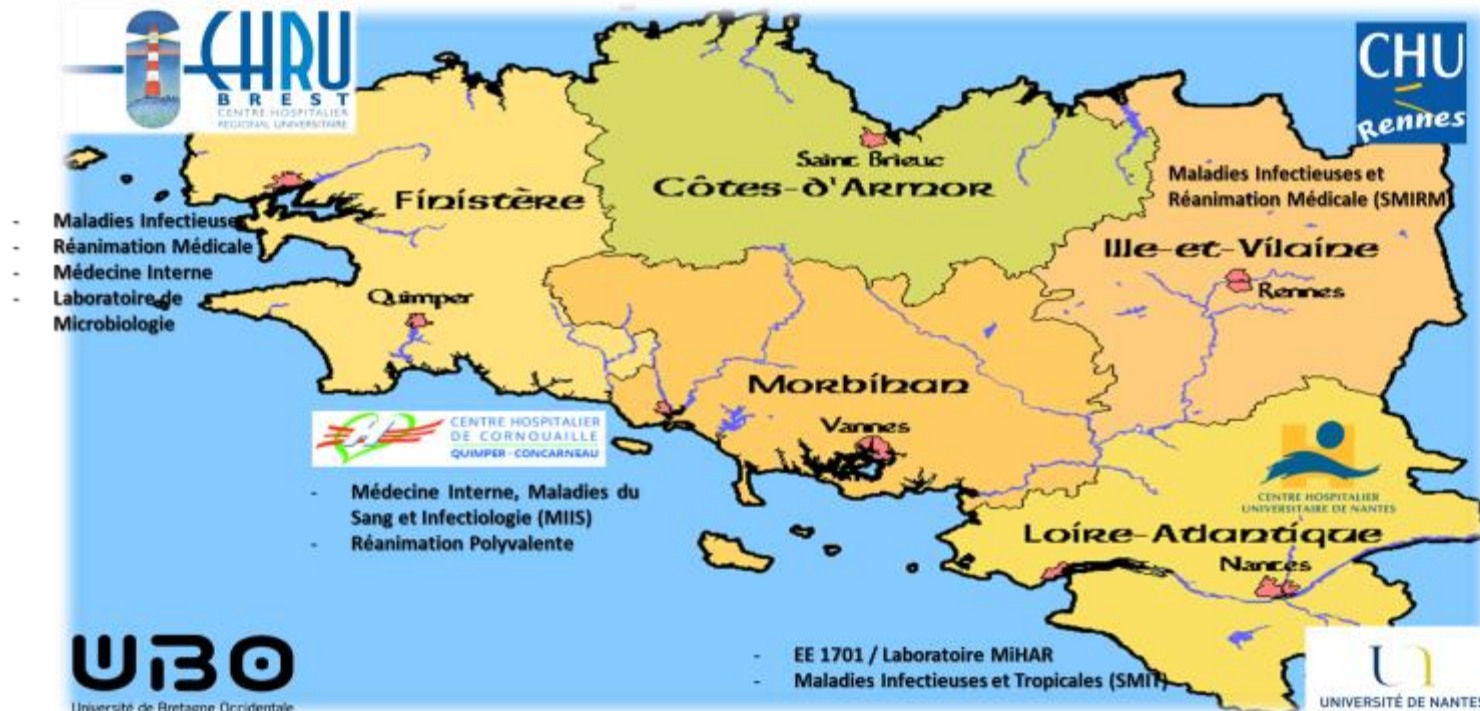 CHRU
BREST
CENTRE HOSPITALIER
REGIONAL UNIVERSITAIRE
CHU
Rennes
Saint Brieuc
Côtes-d'Armor
Maladies Infectieuses et
Réanimation Médicale (SMIRM
Finistère
- Maladies Infectieuses
- Réanimation Médicale
- Médecine Interne
- Laboratoire de
Microbiologie
Ille-et-Vilaine
Rennes
Quimper
Morbihan
Vannes
CENTRE HOSPITALIER
DE CORNOUAILLE
QUIMPER - CONCARNEAU
- Médecine Interne, Maladies du
Sang et Infectiologie (MIIS)
- Réanimation Polyvalente
CENTRE HOSPITALIER
UNIVERSITAIRE DE NANTES
Loire-Atlantique
Nantes
UBO
Université de Bretagne Occidentale
- EE 1701 / Laboratoire MiHAR
- Maladies Infectieuses et Tropicales (SMIT)
UNIVERSITÉ DE NANTES